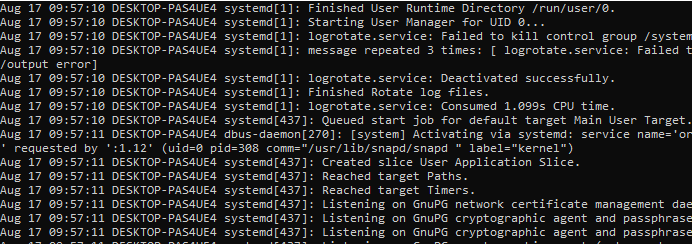 Aug 17 09:57:10 DESKTOP-PAS4UE4 systemd[1]: Finished User Runtime Directory /run/user/0.
Aug 17 09:57:10 DESKTOP-PAS4UE4 systemd[1]: Starting User Manager for UID 0...
Aug 17 09:57:10 DESKTOP-PAS4UE4 systemd[1]: logrotate.service: Failed to kill control group /system
Aug 17 09:57:10 DESKTOP-PAS4UE4 systemd[1]: message repeated 3 times: [ logrotate.service: Failed t
/output error]
Aug 17 09:57:10 DESKTOP-PAS4UE4 systemd[1]: logrotate.service: Deactivated successfully.
Aug 17 09:57:10 DESKTOP-PAS4UE4 systemd[1]: Finished Rotate log files.
Aug 17 09:57:10 DESKTOP-PAS4UE4 systemd[1]: logrotate.service: Consumed 1.099s CPU time.
Aug 17 09:57:10 DESKTOP-PAS4UE4 systemd[437]: Queued start job for default target Main User Target.
Aug 17 09:57:11 DESKTOP-PAS4UE4 dbus-daemon[270]: [system] Activating via systemd: service name='or
' requested by ':1.12' (uid=0 pid=308 comm="/usr/lib/snapd/snapd " label="kernel")
Aug 17 09:57:11 DESKTOP-PAS4UE4 systemd[437]: Created slice User Application Slice.
Aug 17 09:57:11 DESKTOP-PAS4UE4 systemd[437]: Reached target Paths.
Aug 17 09:57:11 DESKTOP-PAS4UE4 systemd[437]: Reached target Timers.
Aug 17 09:57:11 DESKTOP-PAS4UE4 systemd[437]: Listening on GnuPG network certificate management dae
Aug 17 09:57:11 DESKTOP-PAS4UE4 systemd[437]: Listening on GnuPG cryptographic agent and passphrase
Aug 17 09:57:11 DESKTOP-PAS4UE4 systemd[437]: Listening on GnuPG cryptographic agent and passphrase